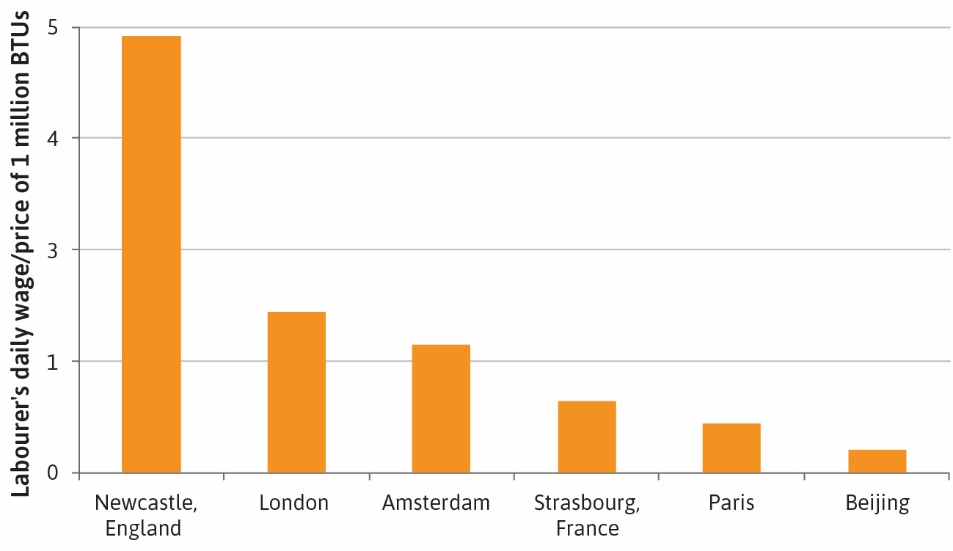 Labourer's daily wage/price of 1 million BTUs
5
4
3
1
0
Newcastle,
England
London
Amsterdam
Strasbourg,
France
Paris
Beijing